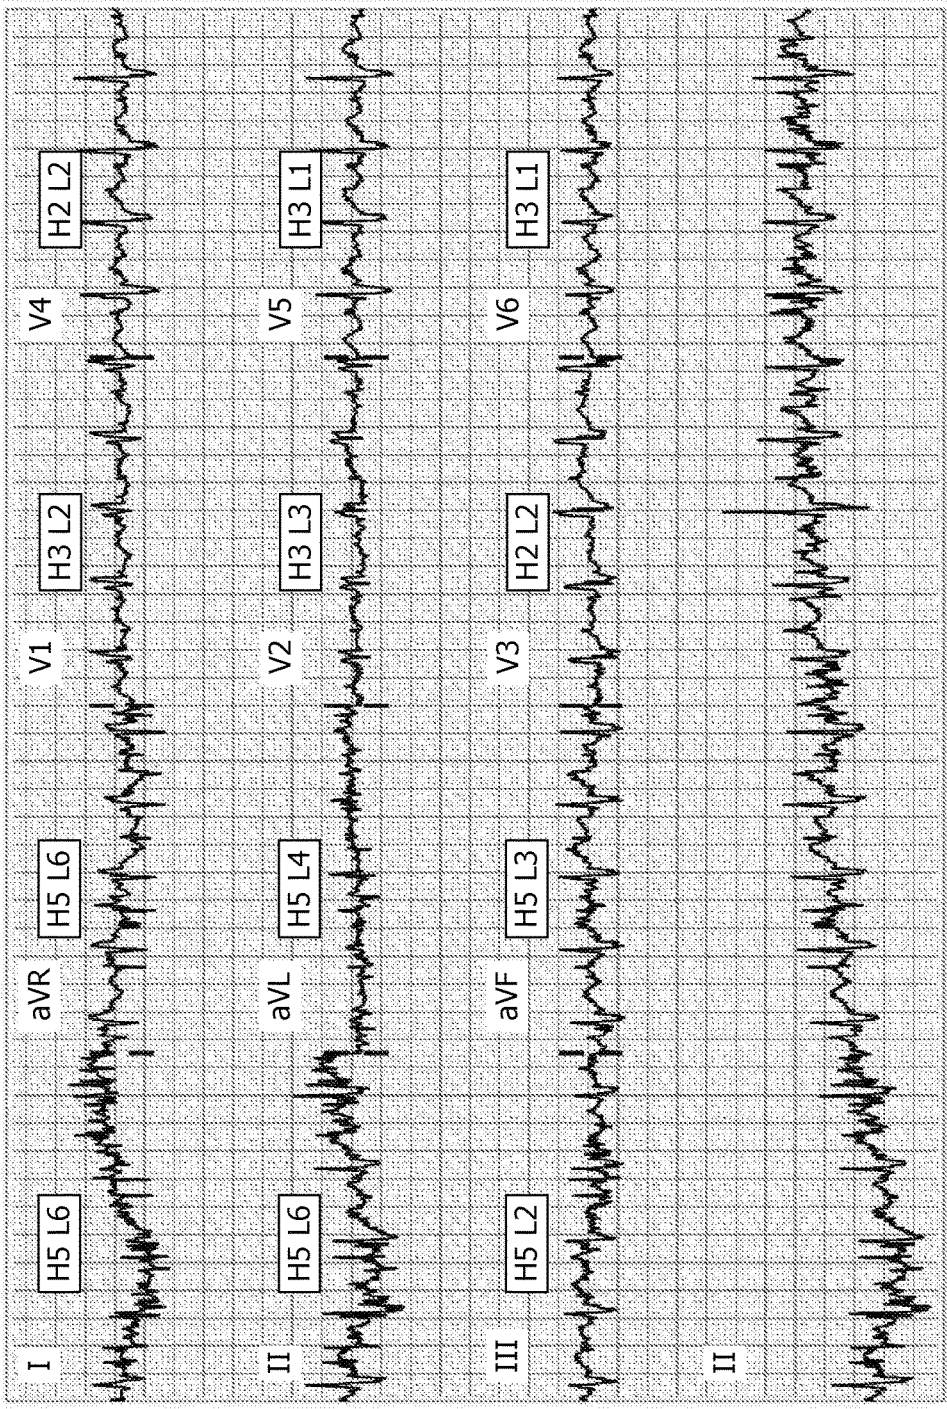 I H5 L6 aVR H5 L6 V1 H3 L2 V4 H2 L2
II H5 L6 aVL H5 L4 V2 H3 L3 V5 H3 L1
III H5 L2 aVF H5 L3 V3 H2 L2 V6 H3 L1
II